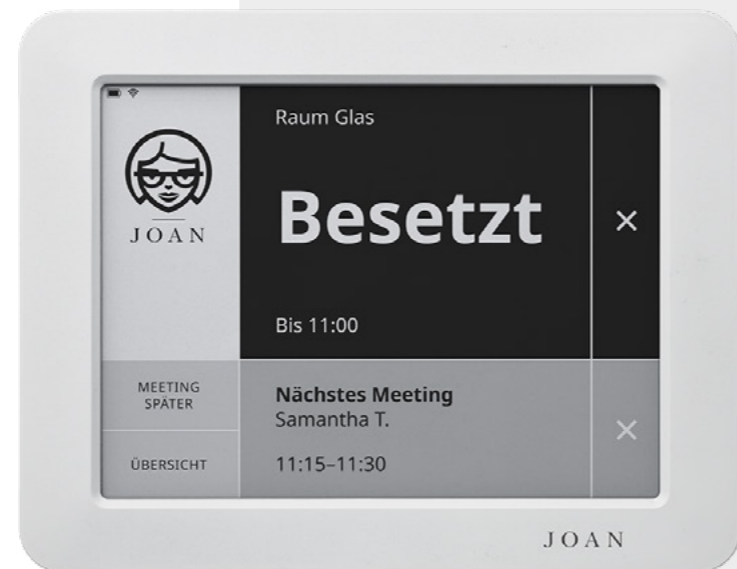 JOAN
Raum Glas
Besetzt
Bis 11:00
MEETING
SPÄTER
ÜBERSICHT
Nächstes Meeting
Samantha T.
11:15–11:30
JOAN